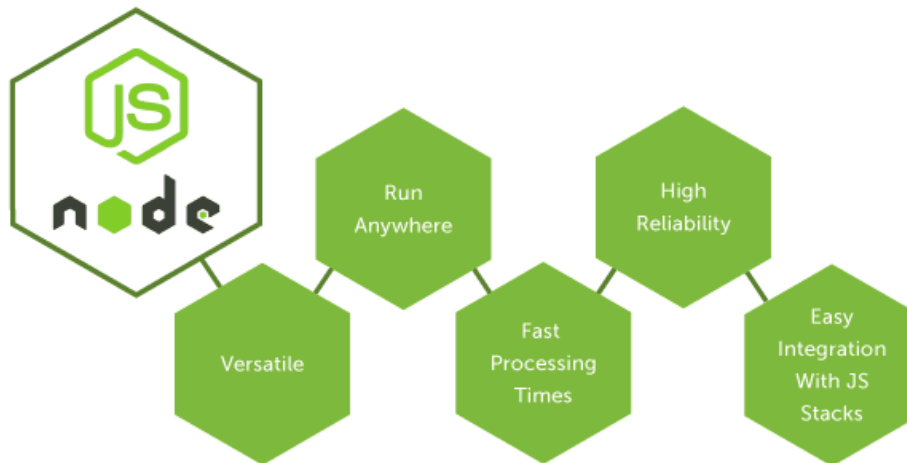 JS
node
Versatile
Run
Anywhere
Fast
Processing
Times
High
Reliability
Easy
Integration
With JS
Stacks